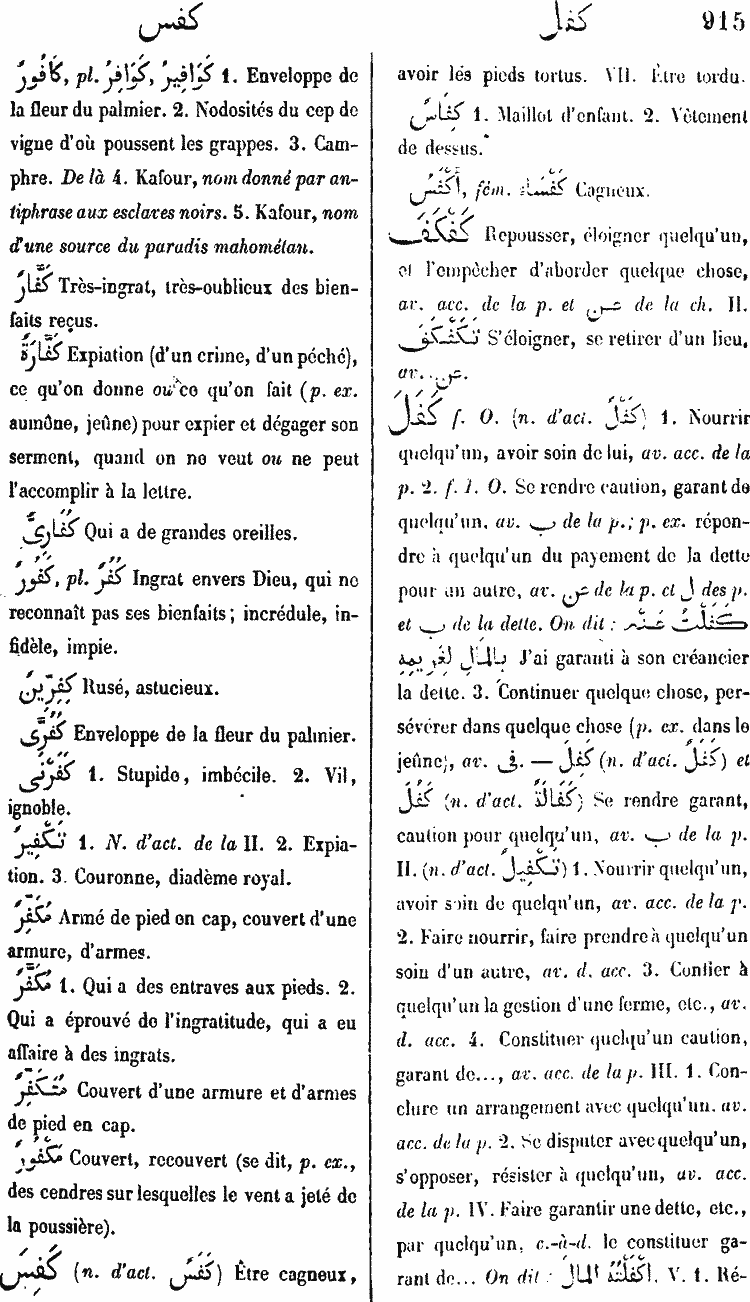 كفس
كفل 915
كَافُورٌ, pl. كَوَافِيرُ, كَوَافِرُ 1. Enveloppe de
la fleur du palmier. 2. Nodosités du cep de
vigne d'où poussent les grappes. 3. Cam-
phre. De là 4. Kafour, nom donné par an-
tiphrase aux esclaves noirs. 5. Kafour, nom
d'une source du paradis mahométan.
كَفَّارٌ Très-ingrat, très-oublieux des bien-
faits reçus.
كَفَّارَةٌ Expiation (d'un crime, d'un péché),
ce qu'on donne ou ce qu'on fait (p. ex.
aumône, jeûne) pour expier et dégager son
serment, quand on ne veut ou ne peut
l'accomplir à la lettre.
كُفَارِيٌّ Qui a de grandes oreilles.
كَفُورٌ, pl. كُفُرٌ Ingrat envers Dieu, qui ne
reconnaît pas ses bienfaits; incrédule, in-
fidèle, impie.
كِفِرِّينٌ Rusé, astucieux.
كُفُرَّى Enveloppe de la fleur du palmier.
كَفَرْنَى 1. Stupide, imbécile. 2. Vil,
ignoble.
تَكْفِيرٌ 1. N. d'act. de la II. 2. Expia-
tion. 3. Couronne, diadème royal.
مُكَفِّرٌ Armé de pied en cap, couvert d'une
armure, d'armes.
مُكَفَّرٌ 1. Qui a des entraves aux pieds. 2.
Qui a éprouvé de l'ingratitude, qui a eu
affaire à des ingrats.
مُتَكَفِّرٌ Couvert d'une armure et d'armes
de pied en cap.
مَكْفُورٌ Couvert, recouvert (se dit, p. ex.,
des cendres sur lesquelles le vent a jeté de
la poussière).
كَفِسَ (n. d'act. كَفَسٌ) Être cagneux,
avoir les pieds tortus. VII. Être tordu.
كِفَاسٌ 1. Maillot d'enfant. 2. Vêtement
de dessus.
أَكْفَسُ, fém. كَفْسَاء Cagneux.
كَفْكَفَ Repousser, éloigner quelqu'un,
et l'empêcher d'aborder quelque chose,
av. acc. de la p. et عن de la ch. II.
تَكَفْكَفَ S'éloigner, se retirer d'un lieu,
av. عن.
كَفَلَ f. O. (n. d'act. كَفْلٌ) 1. Nourrir
quelqu'un, avoir soin de lui, av. acc. de la
p. 2. f. I. O. Se rendre caution, garant de
quelqu'un, av. ب de la p.; p. ex. répon-
dre à quelqu'un du payement de la dette
pour un autre, av. عن de la p. et ل des p.
et ب de la dette. On dit : كَفَلْتُ عَنْهُ
بِالْمَالِ لِغَرِيمِهِ J'ai garanti à son créancier
la dette. 3. Continuer quelque chose, per-
sévérer dans quelque chose (p. ex. dans le
jeûne), av. فى. — كَفَلَ (n. d'act. كَفْلٌ) et
كَفُلَ (n. d'act. كَفَالَةٌ) Se rendre garant,
caution pour quelqu'un, av. ب de la p.
II. (n. d'act. تَكْفِيلٌ) 1. Nourrir quelqu'un,
avoir soin de quelqu'un, av. acc. de la p.
2. Faire nourrir, faire prendre à quelqu'un
soin d'un autre, av. d. acc. 3. Confier à
quelqu'un la gestion d'une ferme, etc., av.
d. acc. 4. Constituer quelqu'un caution,
garant de..., av. acc. de la p. III. 1. Con-
clure un arrangement avec quelqu'un. av.
acc. de la p. 2. Se disputer avec quelqu'un,
s'opposer, résister à quelqu'un, av. acc.
de la p. IV. Faire garantir une dette, etc.,
par quelqu'un, c.-à-d. le constituer ga-
rant de... On dit : أَكْفَلْتُهُ المال. V. 1. Ré-